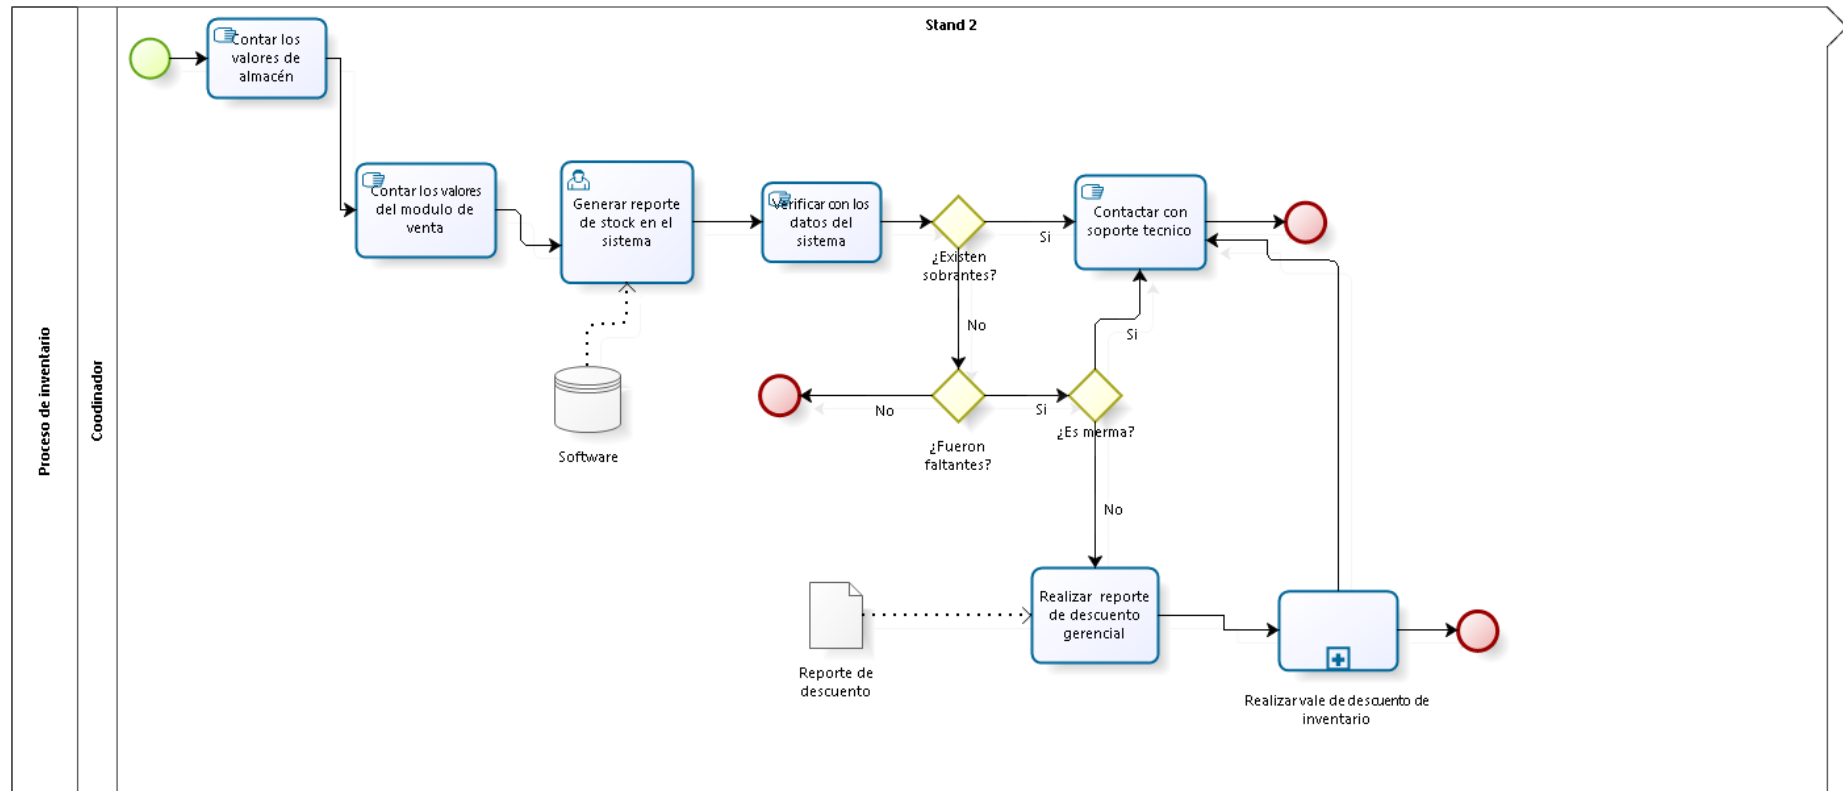 Stand 2
Proceso de inventario
Coodinador
Contar los
valores de
almacén
Contar los valores
del modulo de
venta
Generar reporte
de stock en el
sistema
Verificar con los
datos del
sistema
¿Existen
sobrantes?
Si
Contactar con
soporte tecnico
No
Si
Software
No
¿Fueron
faltantes?
Si
¿Es merma?
No
Realizar reporte
de descuento
gerencial
Reporte de
descuento
Realizar vale de descuento de
inventario